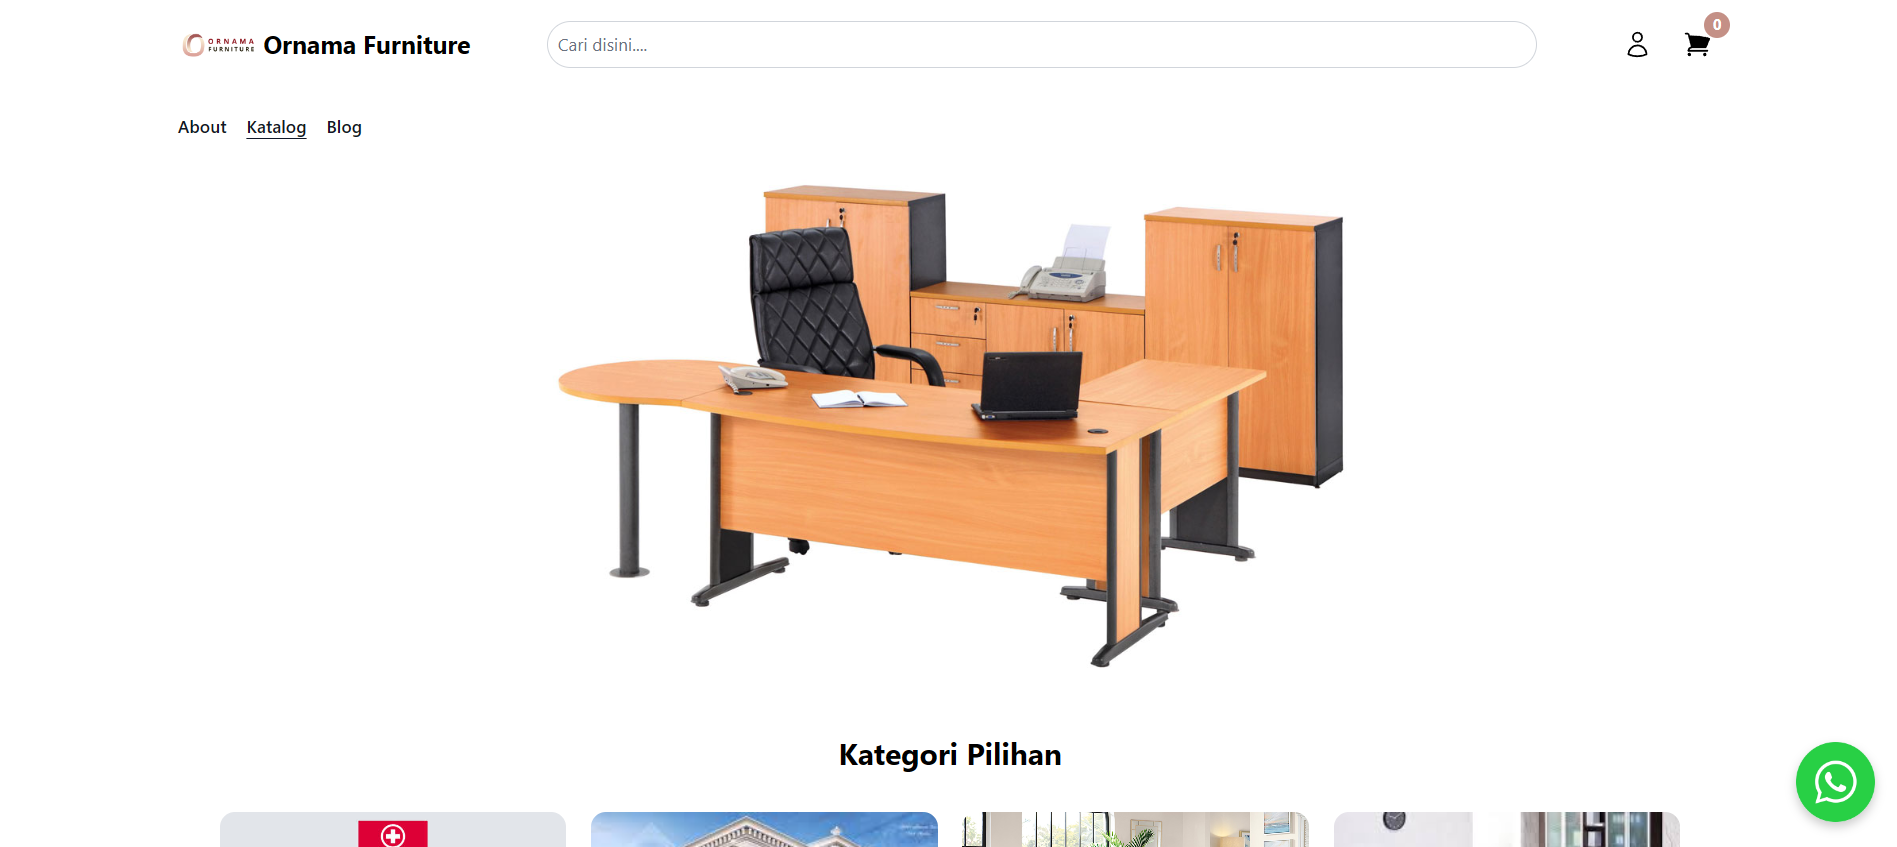 ORNAMA
FURNITURE
Ornama Furniture
Cari disini....
0
About
Katalog
Blog
Kategori Pilihan